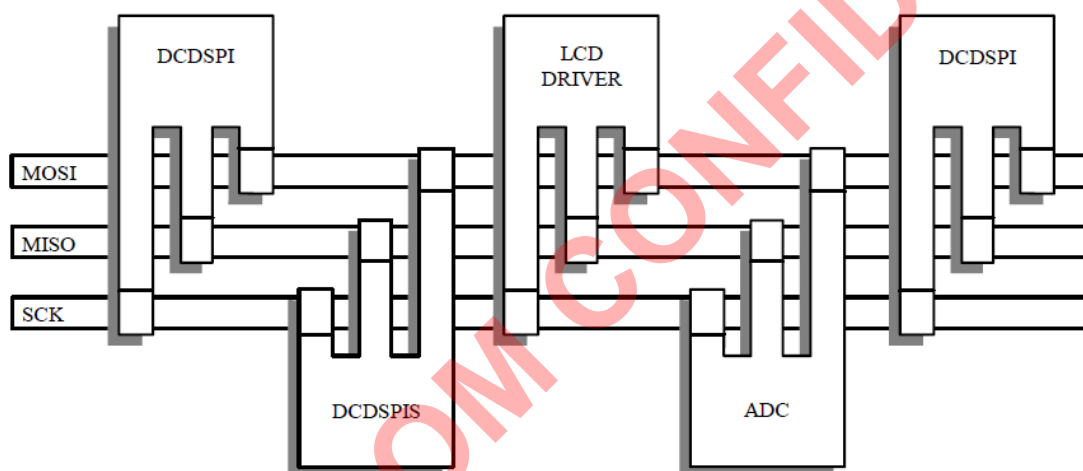 DCDSPI
LCD
DRIVER
DCDSPI
MOSI
MISO
SCK
DCDSPIS
ADC
OM CONFID